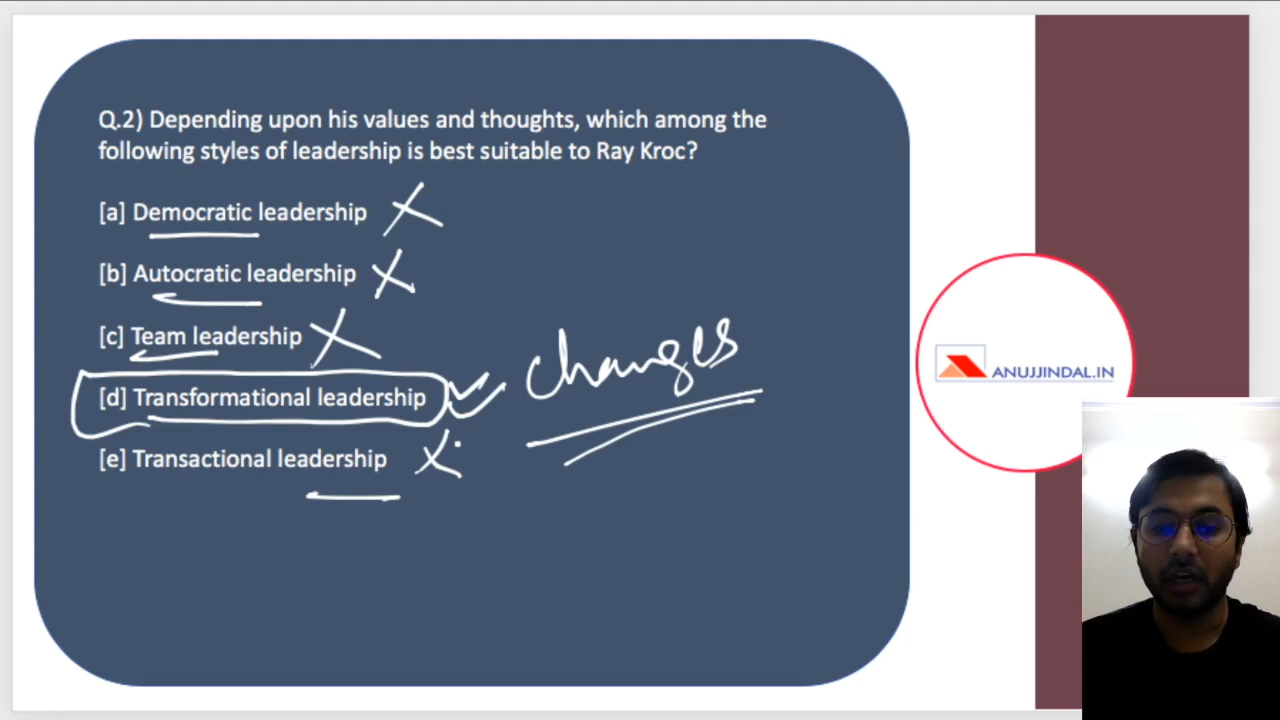 Q.2) Depending upon his values and thoughts, which among the
following styles of leadership is best suitable to Ray Kroc?
[a] Democratic leadership
[b] Autocratic leadership
[c] Team leadership
changes
[d] Transformational leadership
[e] Transactional leadership
ANUJJINDAL.IN